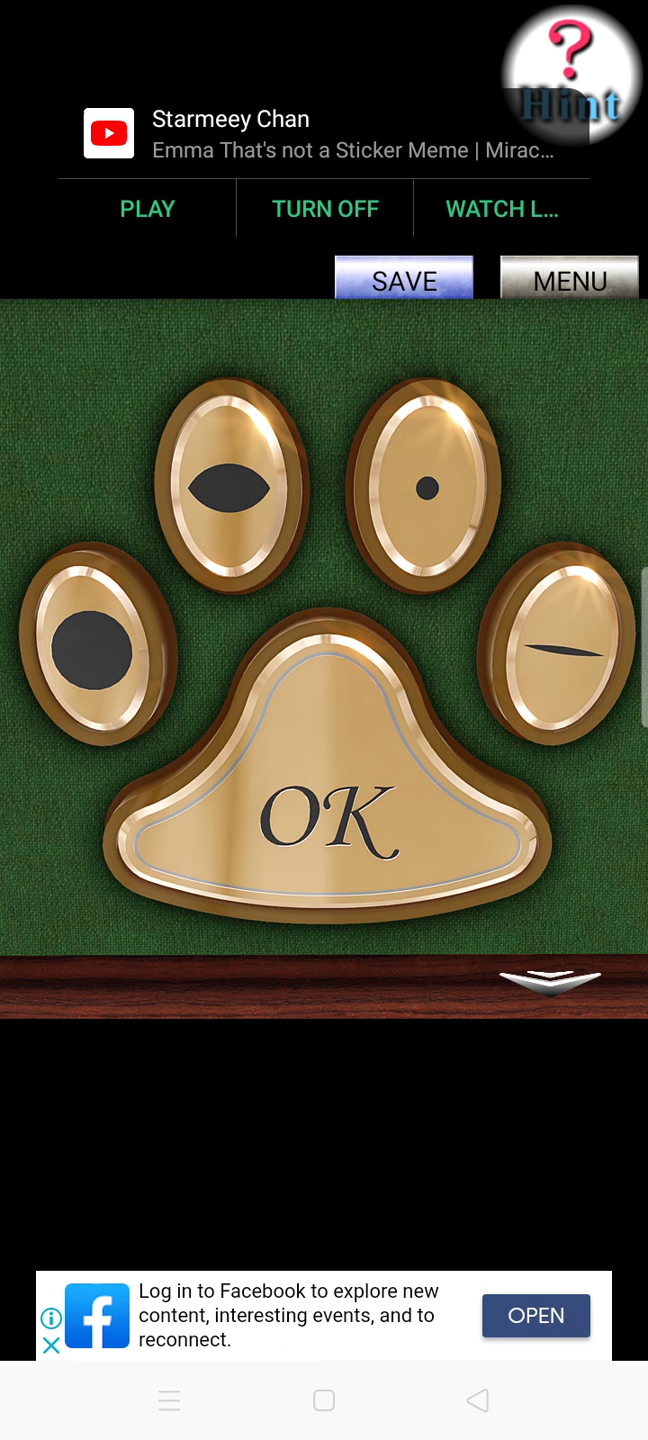 ?
Hint
Starmeey Chan
Emma That's not a Sticker Meme | Mirac...
PLAY
TURN OFF
WATCH L...
SAVE
MENU
OK
Log in to Facebook to explore new
content, interesting events, and to
reconnect.
OPEN